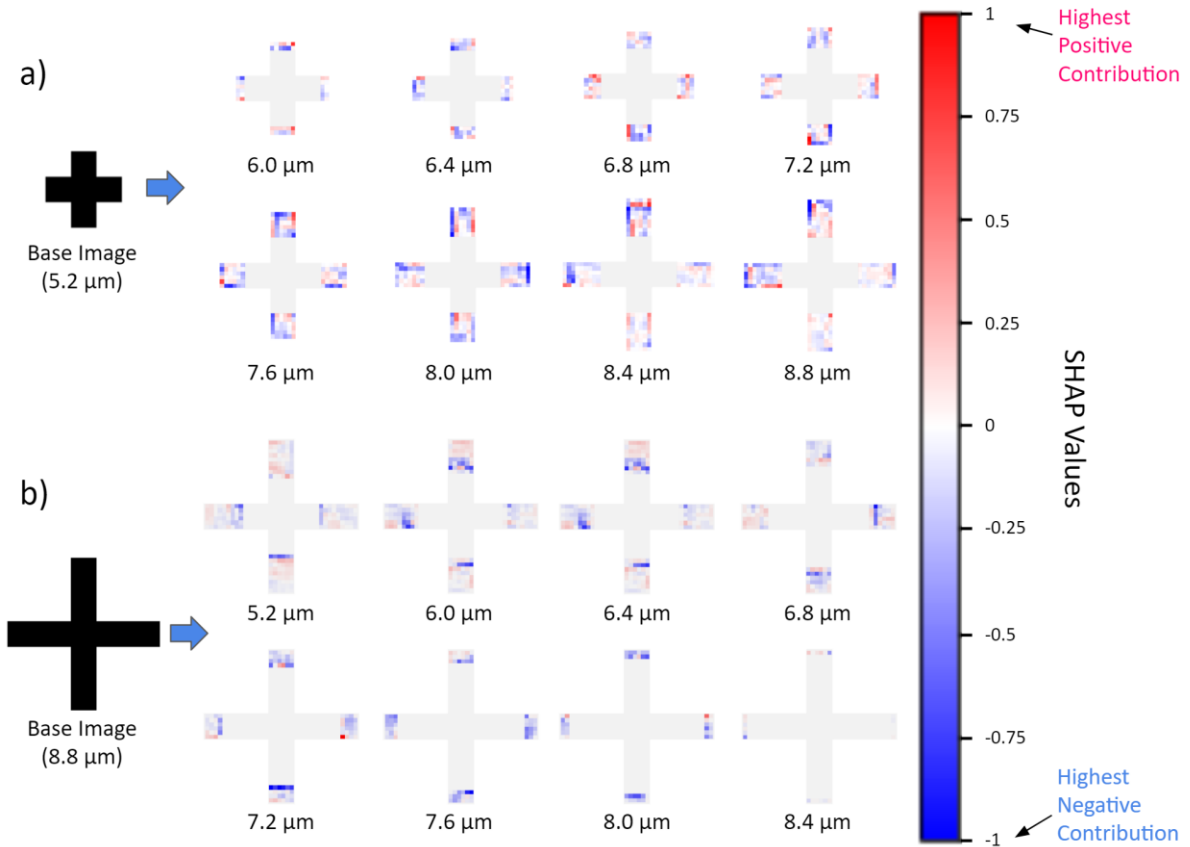 a)
Base Image
(5.2 μm)
6.0 μm
6.4 μm
6.8 μm
7.2 μm
7.6 μm
8.0 μm
8.4 μm
8.8 μm
b)
Base Image
(8.8 μm)
5.2 μm
6.0 μm
6.4 μm
6.8 μm
7.2 μm
7.6 μm
8.0 μm
8.4 μm
1
0.75
0.5
0.25
0
-0.25
-0.5
-0.75
-1
SHAP Values
Highest
Positive
Contribution
Highest
Negative
Contribution